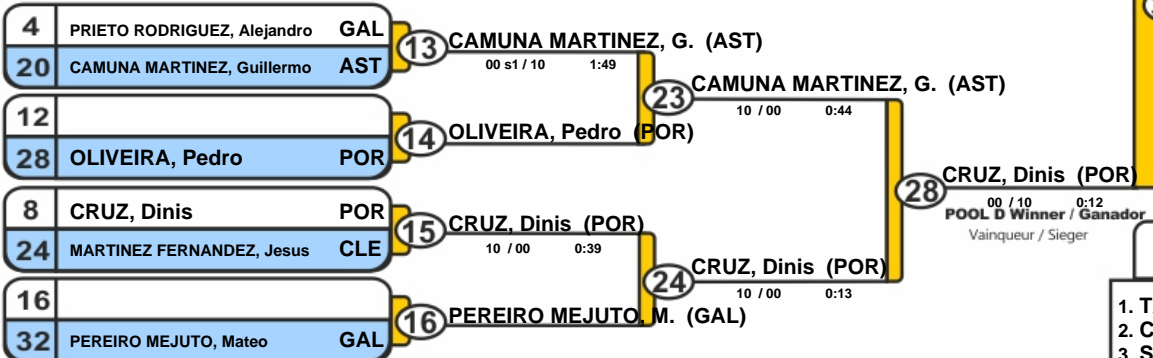 4 PRIETO RODRIGUEZ, Alejandro GAL
20 CAMUNA MARTINEZ, Guillermo AST
13 CAMUNA MARTINEZ, G. (AST)
00 s1 / 10 1:49
12
28 OLIVEIRA, Pedro POR
14 OLIVEIRA, Pedro (POR)
23 CAMUNA MARTINEZ, G. (AST)
10 / 00 0:44
8 CRUZ, Dinis POR
24 MARTINEZ FERNANDEZ, Jesus CLE
15 CRUZ, Dinis (POR)
10 / 00 0:39
16
32 PEREIRO MEJUTO, Mateo GAL
16 PEREIRO MEJUTO, M. (GAL)
24 CRUZ, Dinis (POR)
10 / 00 0:13
28 CRUZ, Dinis (POR)
00 / 10 0:12
POOL D Winner / Ganador
Vainqueur / Sieger
1.
2. C
3. S